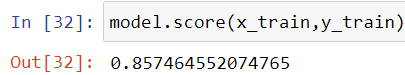 In [32]: model.score(x_train,y_train)
Out[32]: 0.857464552074765